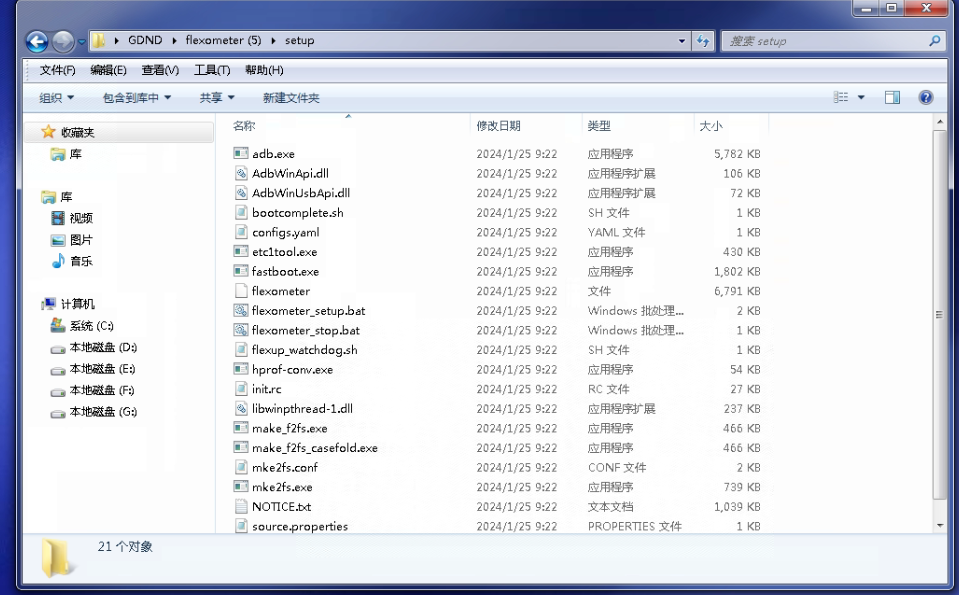 GDND flexometer (5) setup
搜索 setup
文件(F) 编辑(E) 查看(V) 工具(T) 帮助(H)
组织 包含到库中 共享 新建文件夹
收藏夹
库
库
视频
图片
音乐
计算机
系统 (C:)
本地磁盘 (D:)
本地磁盘 (E:)
本地磁盘 (F:)
本地磁盘 (G:)
名称 修改日期 类型 大小
adb.exe 2024/1/25 9:22 应用程序 5,782 KB
AdbWinApi.dll 2024/1/25 9:22 应用程序扩展 106 KB
AdbWinUsbApi.dll 2024/1/25 9:22 应用程序扩展 72 KB
bootcomplete.sh 2024/1/25 9:22 SH 文件 1 KB
configs.yaml 2024/1/25 9:22 YAML 文件 1 KB
etc1tool.exe 2024/1/25 9:22 应用程序 430 KB
fastboot.exe 2024/1/25 9:22 应用程序 1,802 KB
flexometer 2024/1/25 9:22 文件 6,791 KB
flexometer_setup.bat 2024/1/25 9:22 Windows 批处理... 2 KB
flexometer_stop.bat 2024/1/25 9:22 Windows 批处理... 1 KB
flexup_watchdog.sh 2024/1/25 9:22 SH 文件 1 KB
hprof-conv.exe 2024/1/25 9:22 应用程序 54 KB
init.rc 2024/1/25 9:22 RC 文件 27 KB
libwinpthread-1.dll 2024/1/25 9:22 应用程序扩展 237 KB
make_f2fs.exe 2024/1/25 9:22 应用程序 466 KB
make_f2fs_casefold.exe 2024/1/25 9:22 应用程序 466 KB
mke2fs.conf 2024/1/25 9:22 CONF 文件 2 KB
mke2fs.exe 2024/1/25 9:22 应用程序 739 KB
NOTICE.txt 2024/1/25 9:22 文本文档 1,039 KB
source.properties 2024/1/25 9:22 PROPERTIES 文件 1 KB
21 个对象